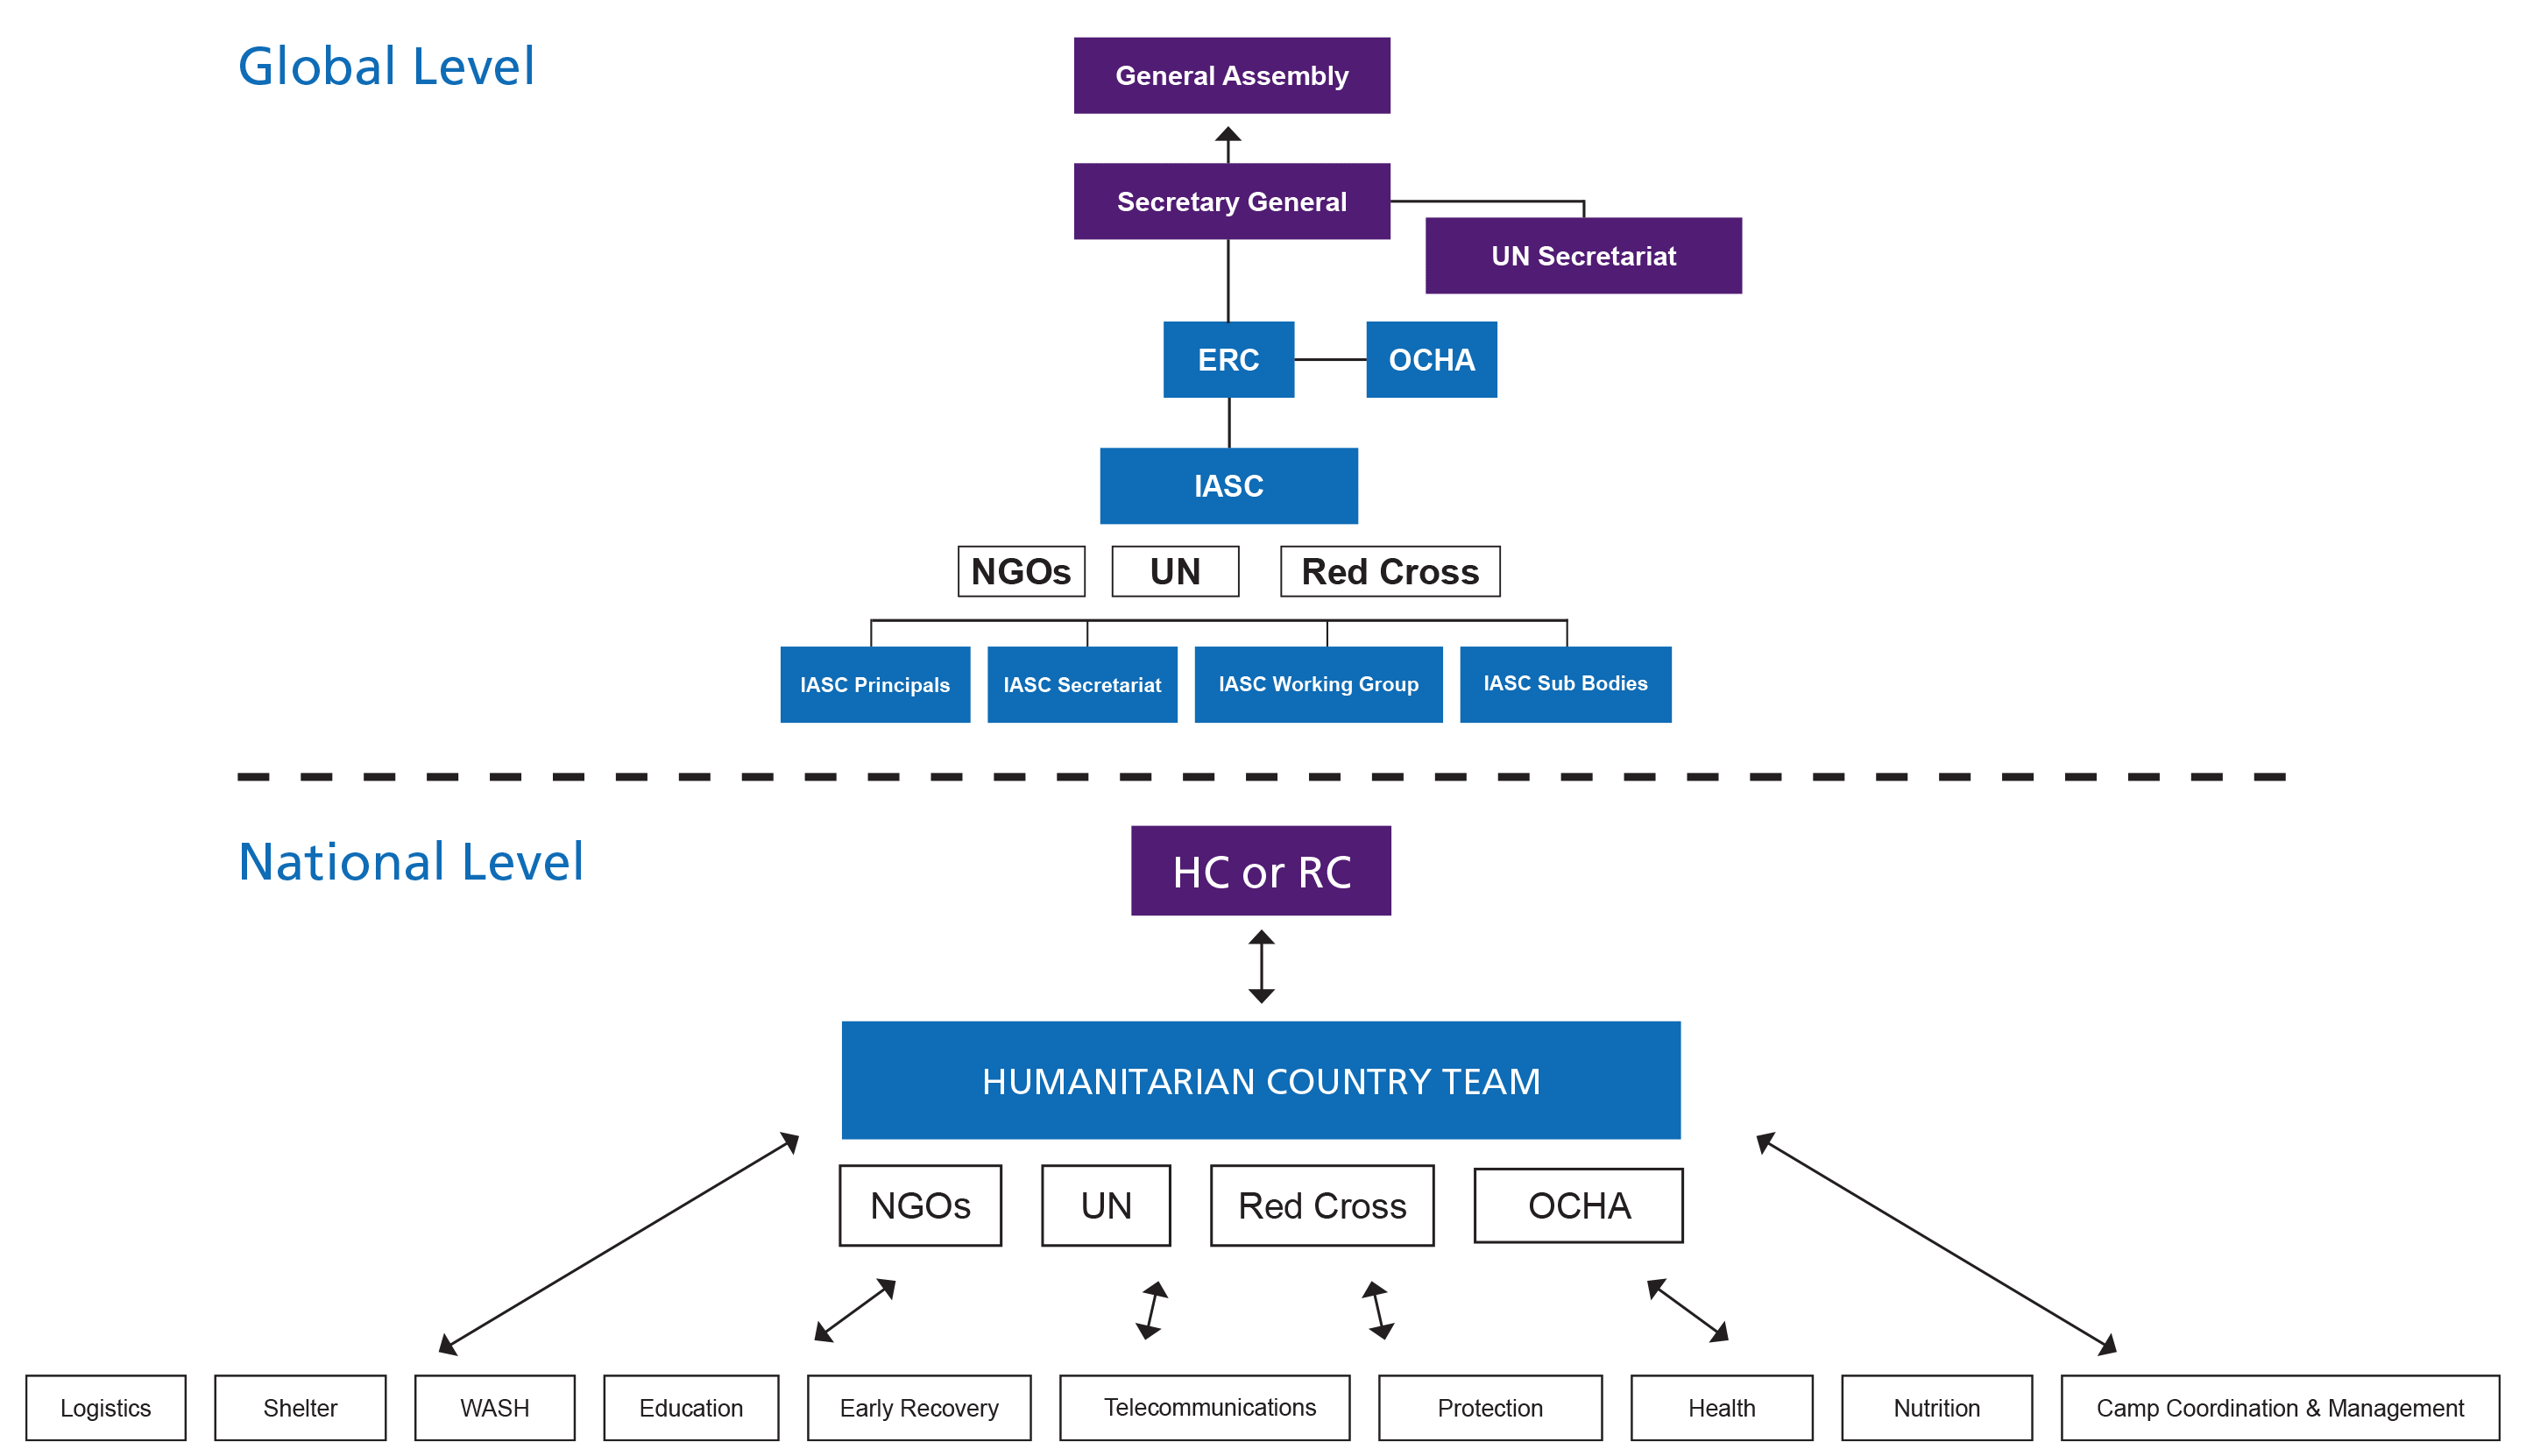 Global Level
General Assembly
Secretary General
UN Secretariat
ERC
OCHA
IASC
NGOs
UN
Red Cross
IASC Principals
IASC Secretariat
IASC Working Group
IASC Sub Bodies
National Level
HC or RC
HUMANITARIAN COUNTRY TEAM
NGOs
UN
Red Cross
OCHA
Logistics
Shelter
WASH
Education
Early Recovery
Telecommunications
Protection
Health
Nutrition
Camp Coordination & Management